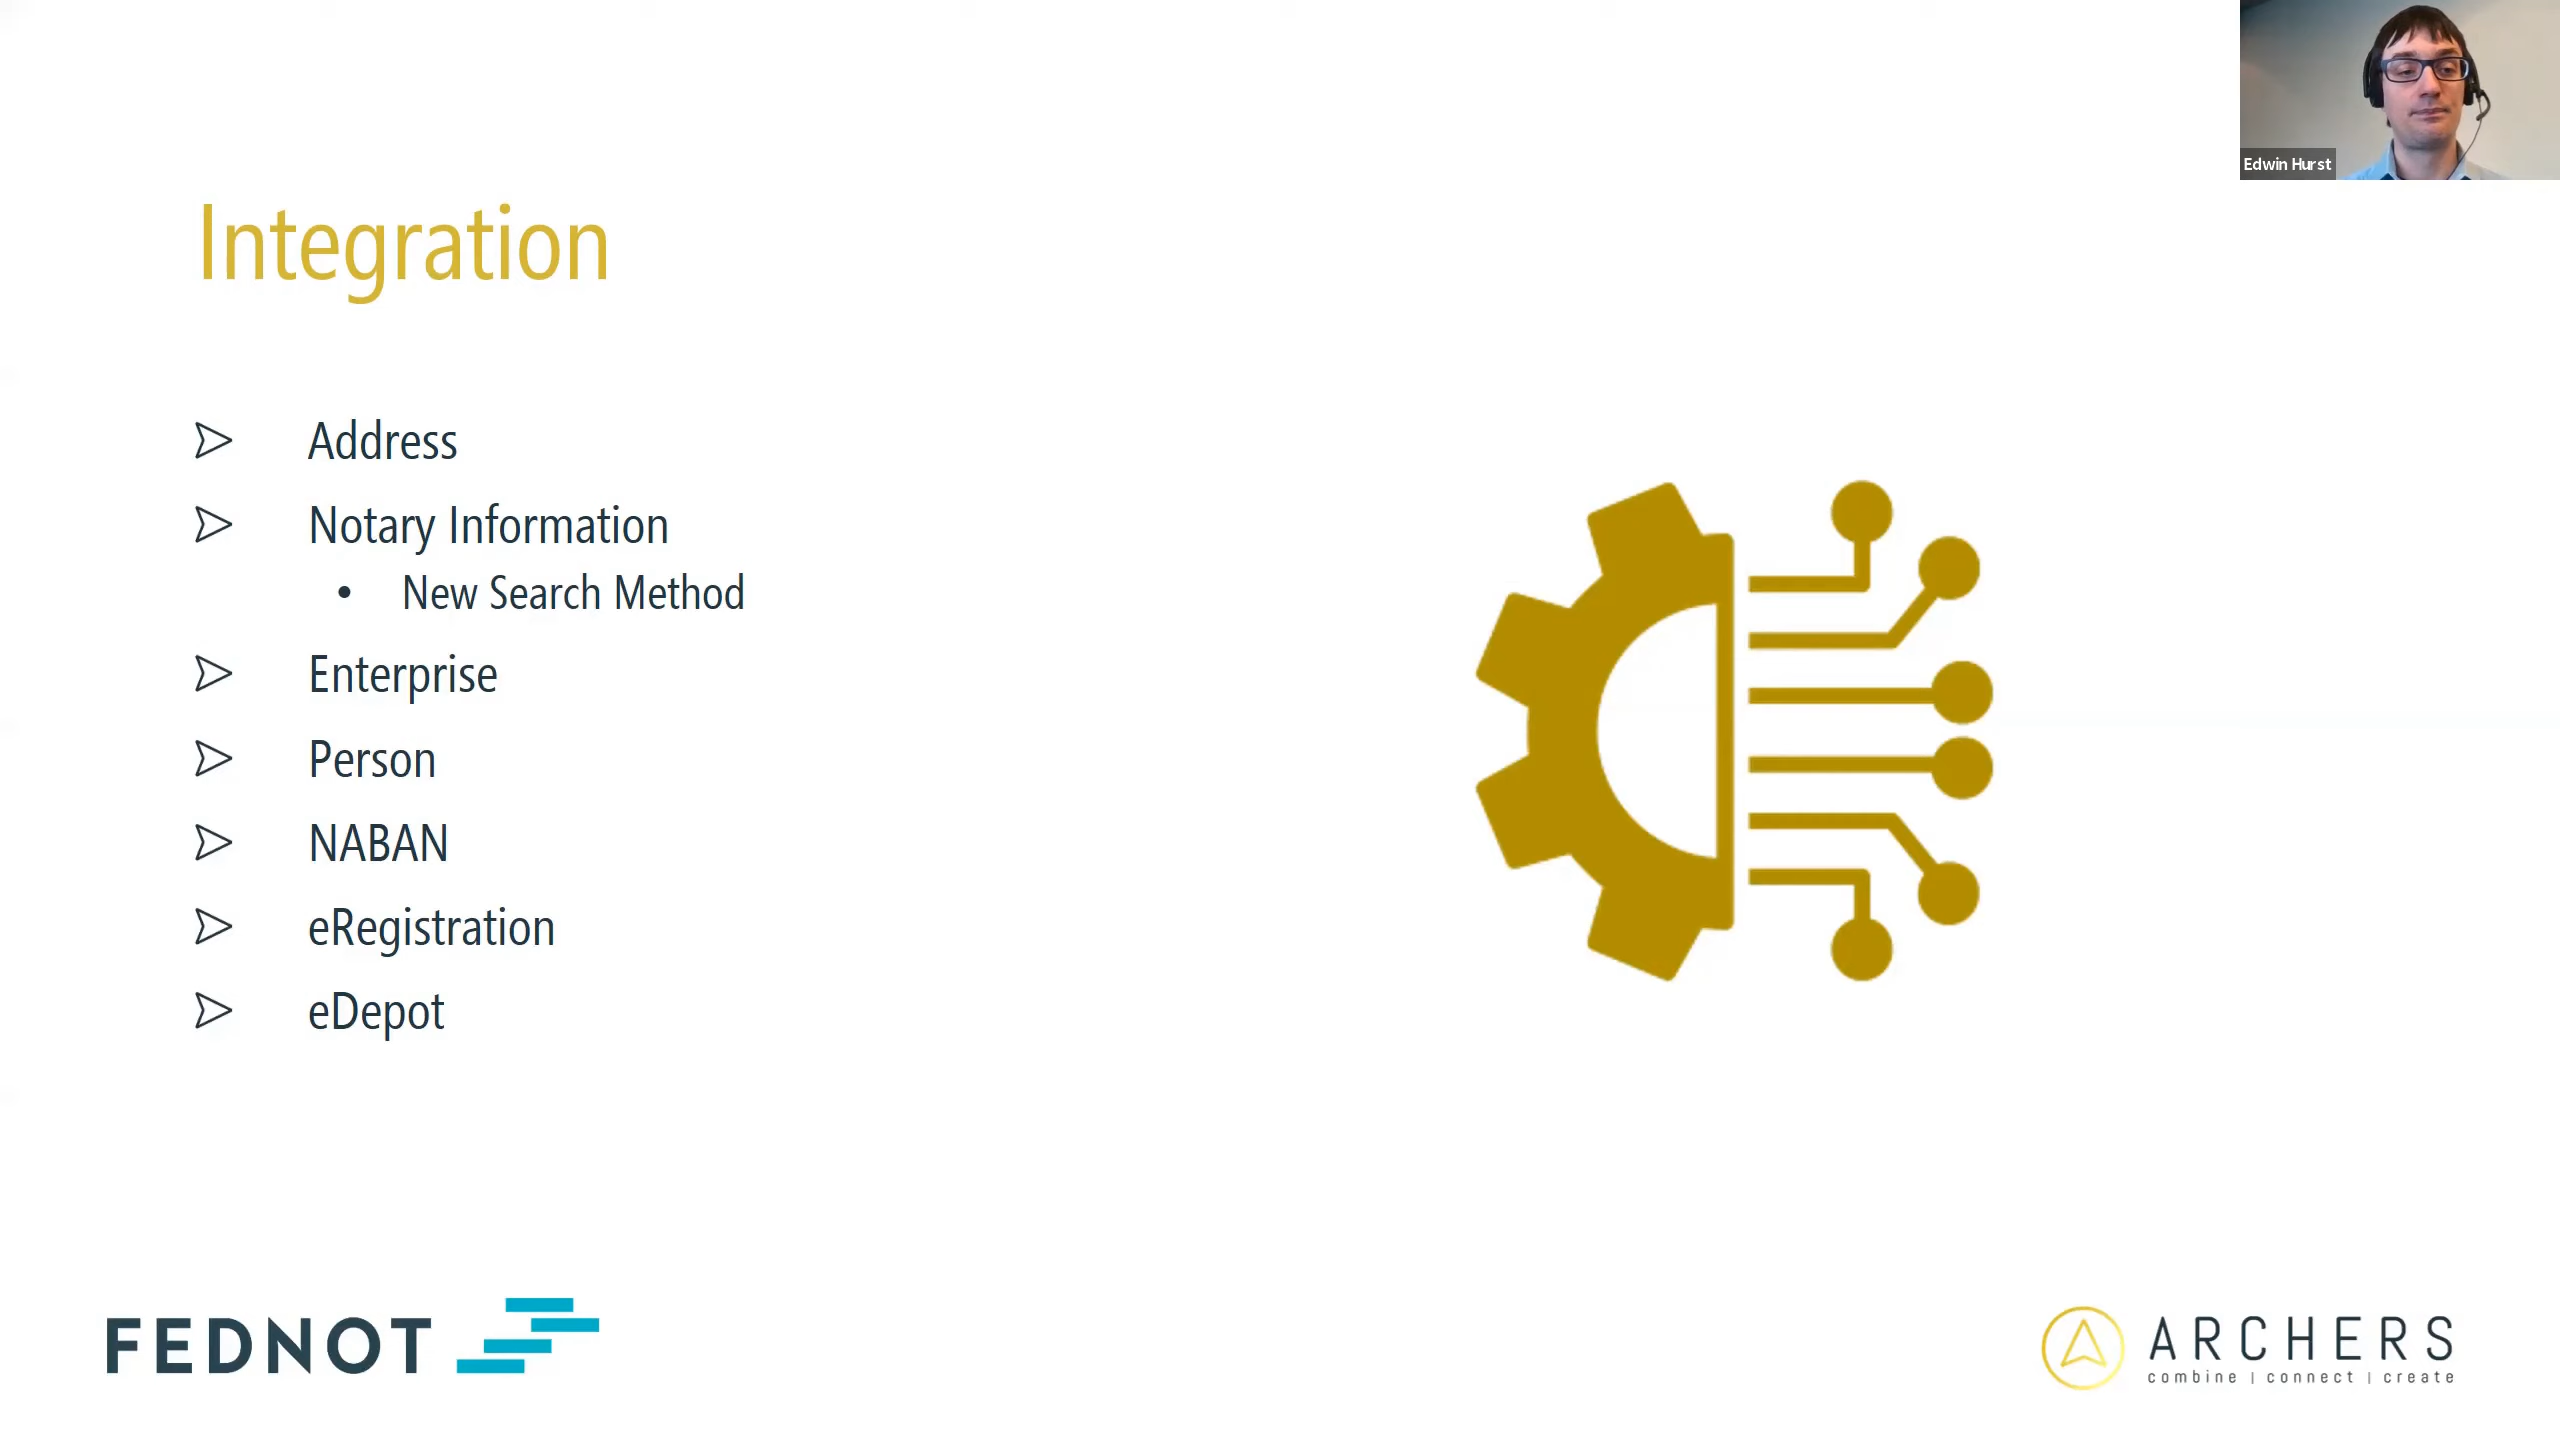 Edwin Hurst
Integration
Address
Notary Information
New Search Method
Enterprise
Person
NABAN
eRegistration
eDepot
FEDNOT
ARCHERS
combine | connect | create